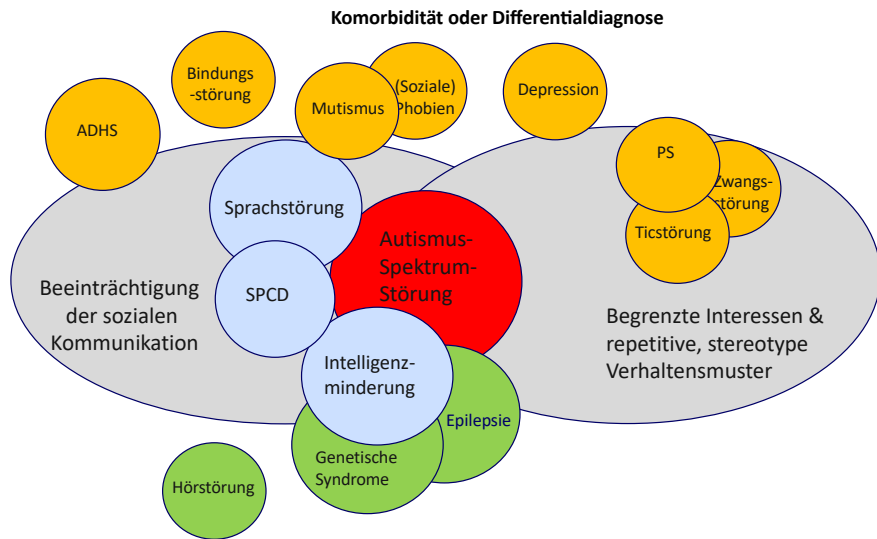 Komorbidität oder Differentialdiagnose
Bindungs
-störung
ADHS
Mutismus
(Soziale)
Phobien
Depression
PS
Zwangs-
störung
Ticstörung
Sprachstörung
Autismus-
Spektrum-
Störung
SPCD
Beeinträchtigung
der sozialen
Kommunikation
Begrenzte Interessen &
repetitive, stereotype
Verhaltensmuster
Intelligenz-
minderung
Epilepsie
Genetische
Syndrome
Hörstörung